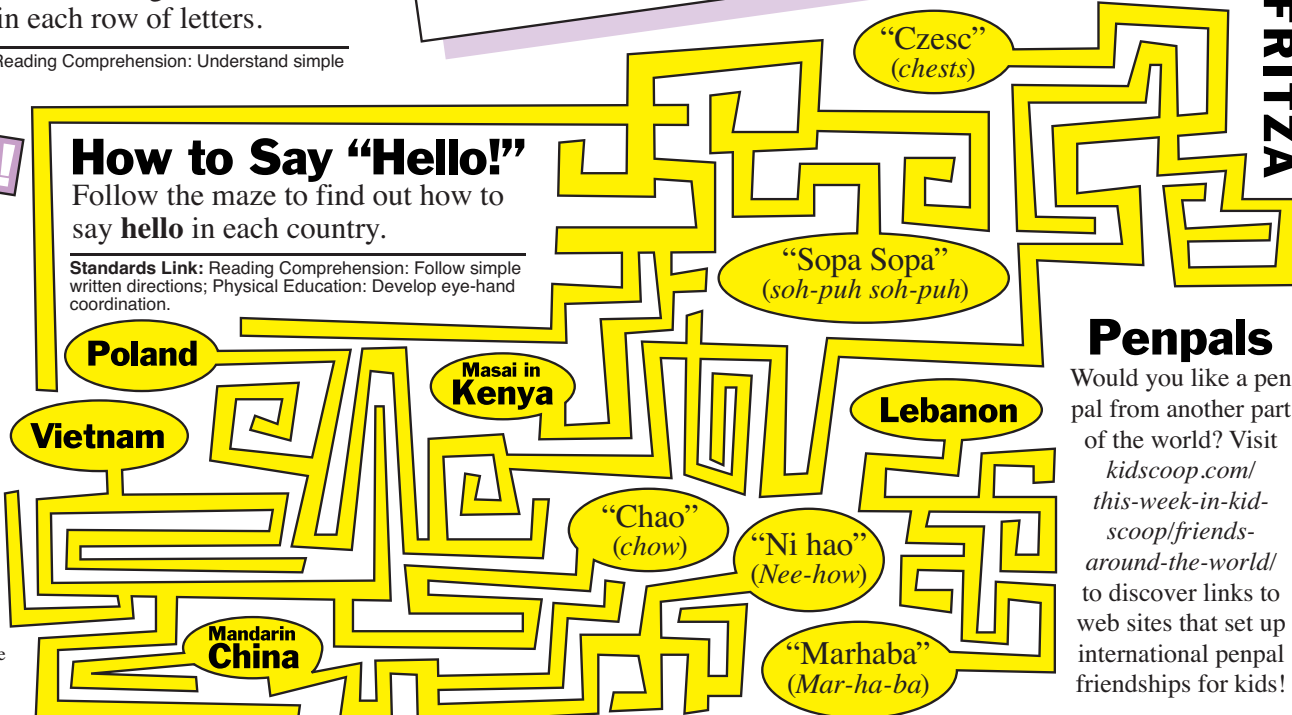 in each row of letters.
Reading Comprehension: Understand simple
!
How to Say “Hello!”
Follow the maze to find out how to
say hello in each country.
Standards Link: Reading Comprehension: Follow simple
written directions; Physical Education: Develop eye-hand
coordination.
“Czesc”
(chests)
FRITZA
“Sopa Sopa”
(soh-puh soh-puh)
Poland
Masai in
Kenya
Vietnam
Lebanon
“Chao”
(chow)
“Ni hao”
(Nee-how)
Mandarin
China
“Marhaba”
(Mar-ha-ba)
Penpals
Would you like a pen
pal from another part
of the world? Visit
kidscoop.com/
this-week-in-kid-
scoop/friends-
around-the-world/
to discover links to
web sites that set up
international penpal
friendships for kids!